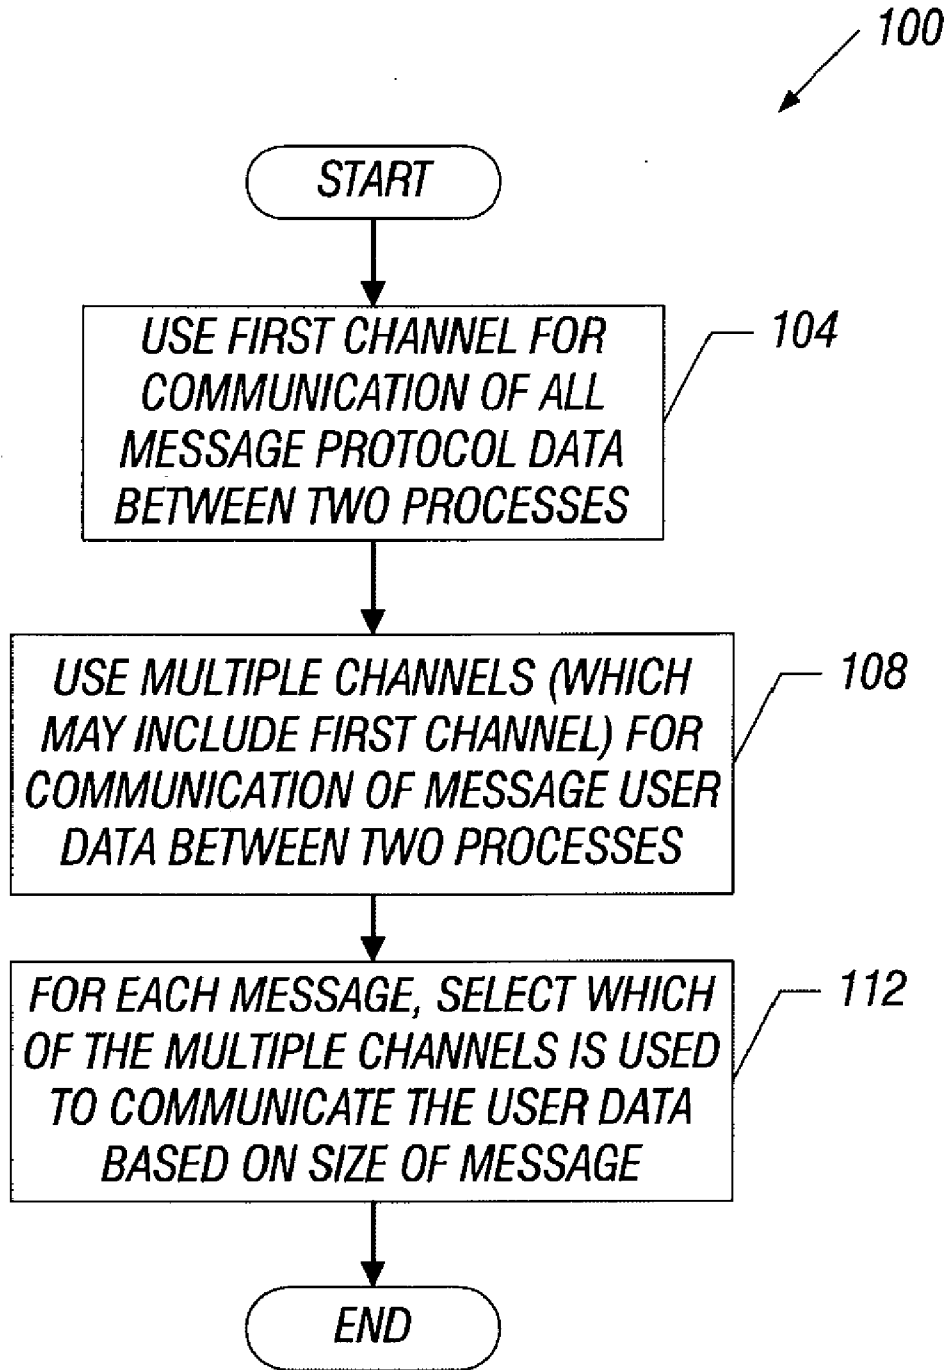 100
START
USE FIRST CHANNEL FOR
COMMUNICATION OF ALL
MESSAGE PROTOCOL DATA
BETWEEN TWO PROCESSES
104
USE MULTIPLE CHANNELS (WHICH
MAY INCLUDE FIRST CHANNEL) FOR
COMMUNICATION OF MESSAGE USER
DATA BETWEEN TWO PROCESSES
108
FOR EACH MESSAGE, SELECT WHICH
OF THE MULTIPLE CHANNELS IS USED
TO COMMUNICATE THE USER DATA
BASED ON SIZE OF MESSAGE
112
END